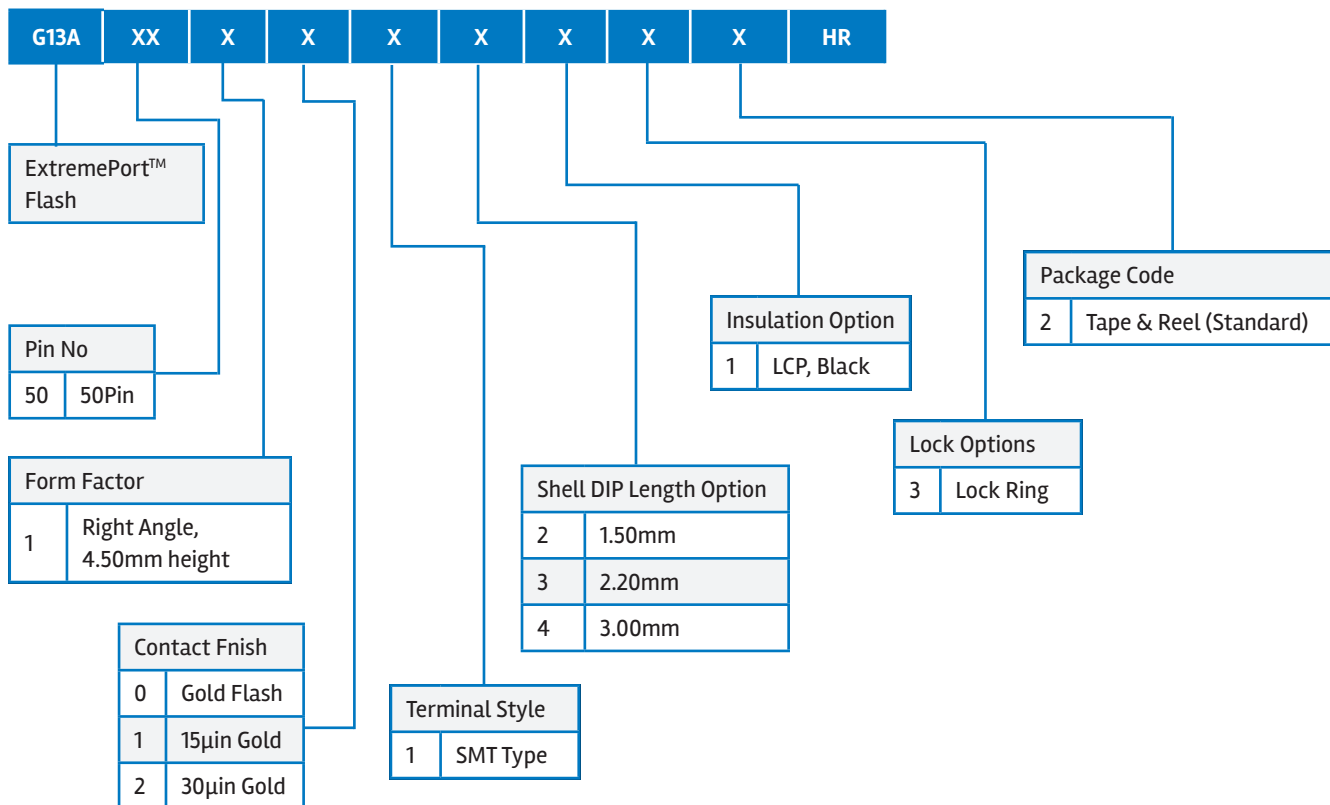 G13A XX X X X X X X X HR
ExtremePort™
Flash
Pin No
50 50Pin
Form Factor
1 Right Angle,
4.50mm height
Contact Fnish
0 Gold Flash
1 15µin Gold
2 30µin Gold
Terminal Style
1 SMT Type
Shell DIP Length Option
2 1.50mm
3 2.20mm
4 3.00mm
Insulation Option
1 LCP, Black
Lock Options
3 Lock Ring
Package Code
2 Tape & Reel (Standard)